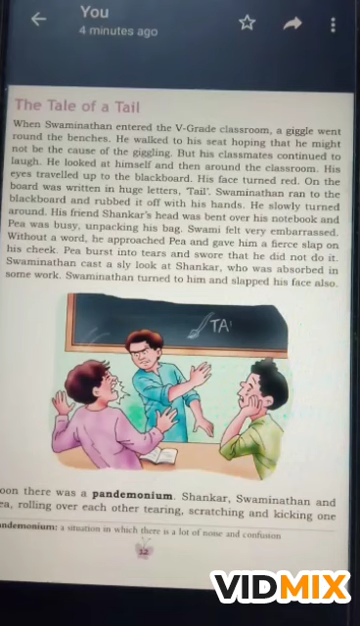 You
4 minutes ago
The Tale of a Tail
When Swaminathan entered the V-Grade classroom, a giggle went
round the benches. He walked to his seat hoping that he might
not be the cause of the giggling. But his classmates continued to
laugh. He looked at himself and then around the classroom. His
eyes travelled up to the blackboard. His face turned red. On the
board was written in huge letters, 'Tail'. Swaminathan ran to the
blackboard and rubbed it off with his hands. He slowly turned
around. His friend Shankar's head was bent over his notebook and
Pea was busy, unpacking his bag. Swami felt very embarrassed.
Without a word, he approached Pea and gave him a fierce slap on
his cheek. Pea burst into tears and swore that he did not do it.
Swaminathan cast a sly look at Shankar, who was absorbed in
some work. Swaminathan turned to him and slapped his face also.
TA
oon there was a pandemonium. Shankar, Swaminathan and
ea, rolling over each other tearing, scratching and kicking one
andemonium: a situation in which there is a lot of noise and confusion
12
VIDMIX